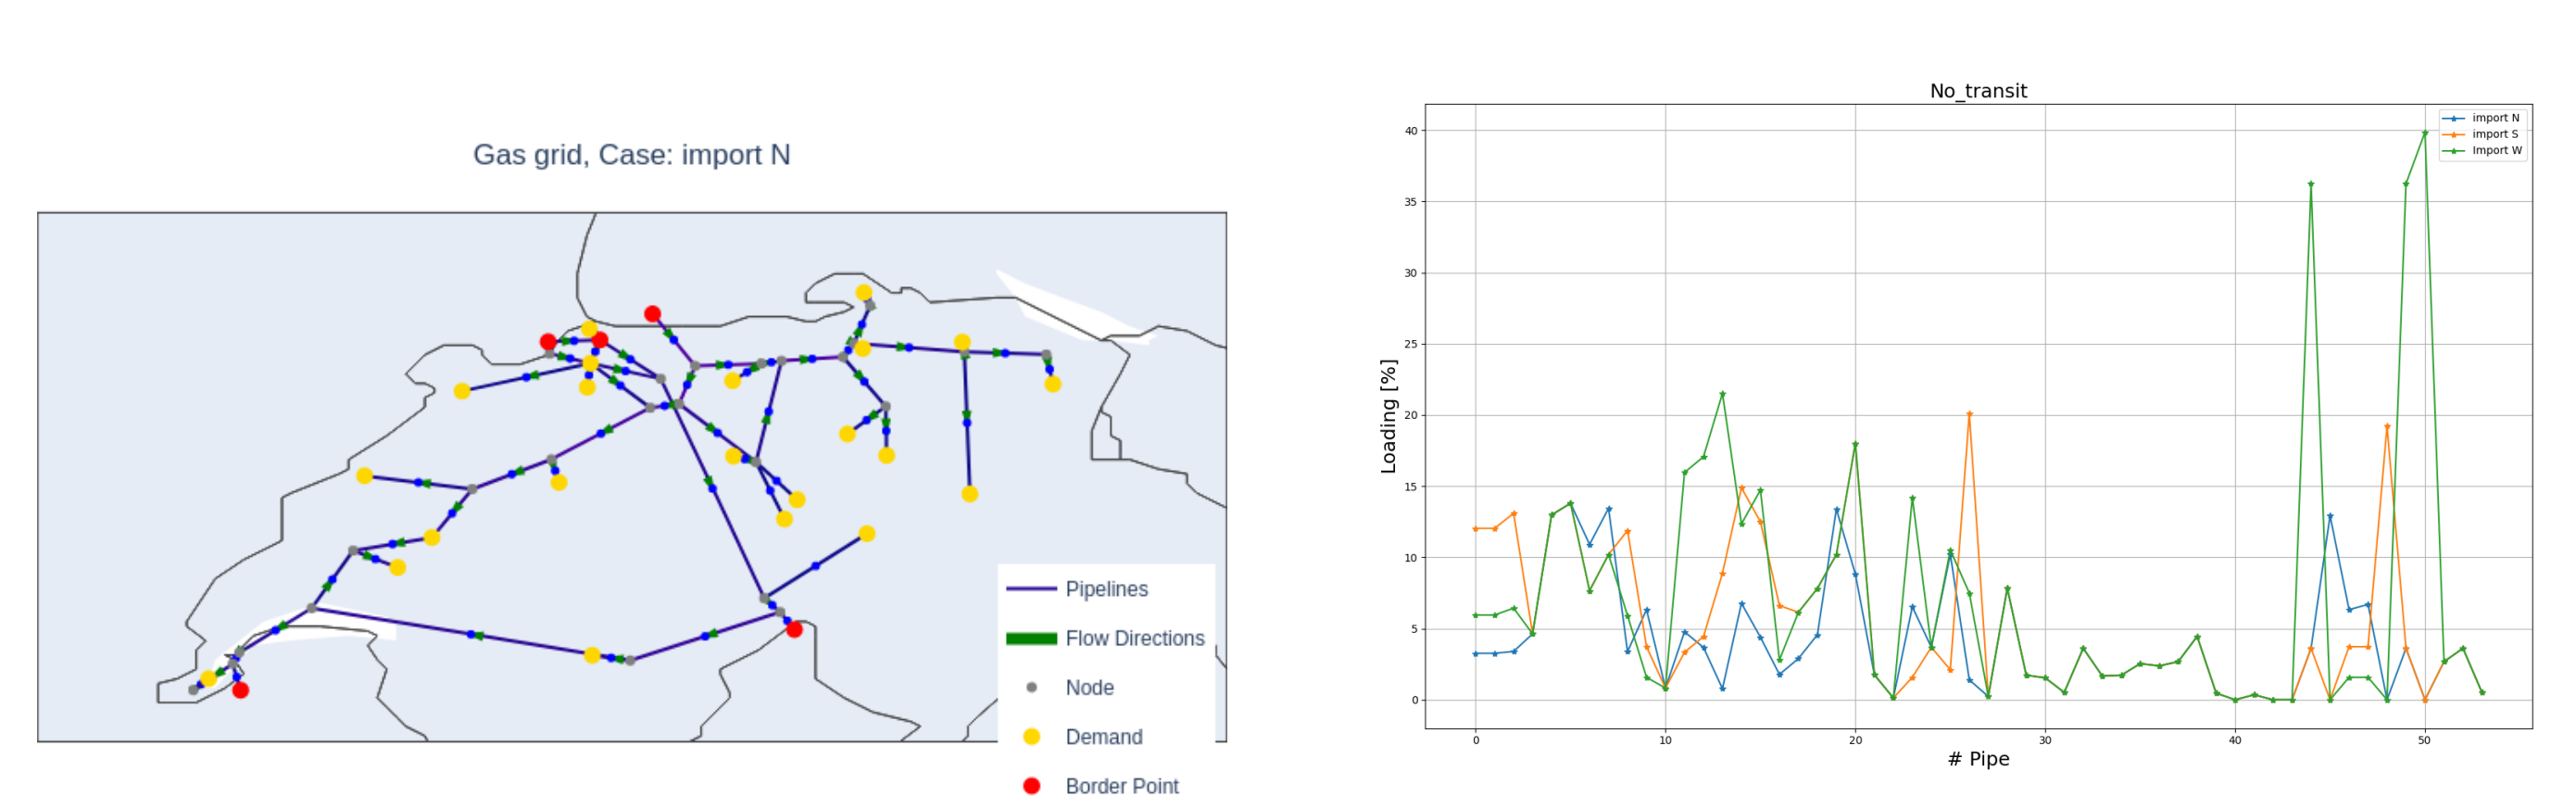 Gas grid, Case: import N
Pipelines
Flow Directions
Node
Demand
Border Point
No_transit
import N
import S
Import W
Loading [%]
40
35
30
25
20
15
10
5
0
0 10 20 30 40 50
# Pipe